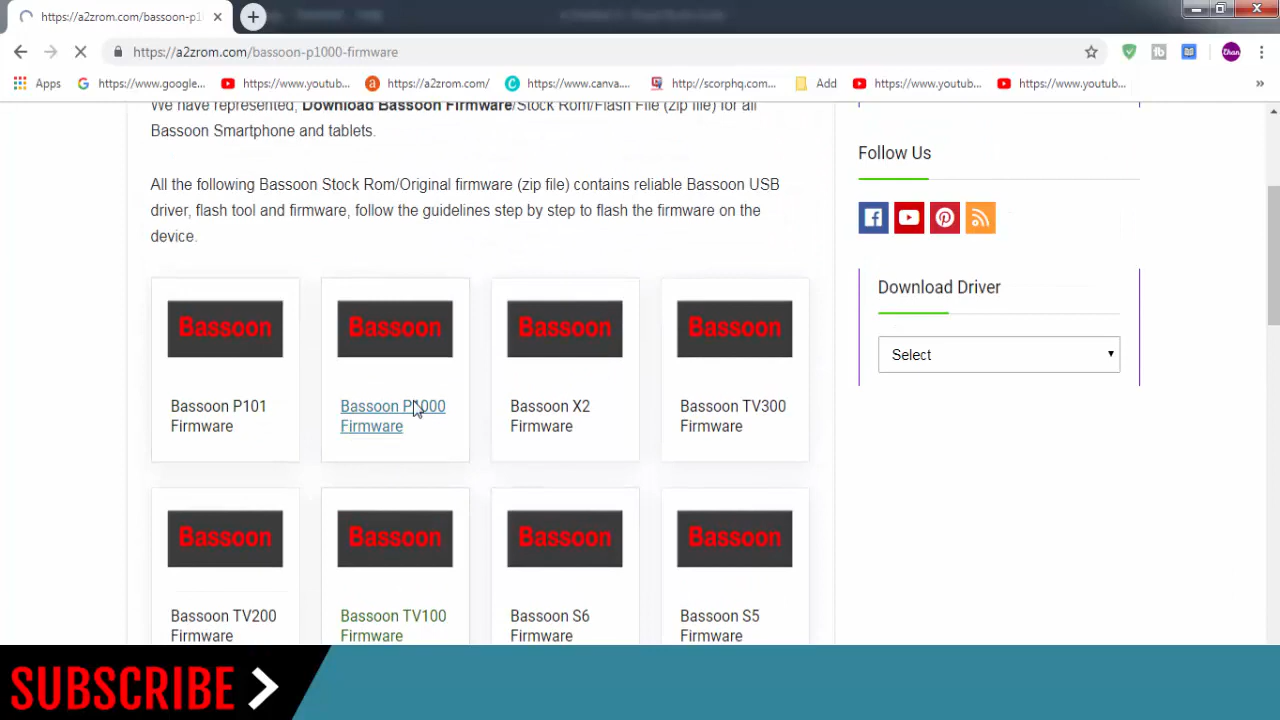 https://a2zrom.com/bassoon-p1
https://a2zrom.com/bassoon-p1000-firmware
Apps
https://www.google...
https://www.youtub...
https://a2zrom.com/
https://www.canva...
http://scorphq.com...
Add
https://www.youtub...
https://www.youtub...
»
We have represented, Download Bassoon Firmware/Stock Rom/Flash File (zip file) for all
Bassoon Smartphone and tablets.
All the following Bassoon Stock Rom/Original firmware (zip file) contains reliable Bassoon USB
driver, flash tool and firmware, follow the guidelines step by step to flash the firmware on the
device.
Bassoon
Bassoon P101
Firmware
Bassoon
Bassoon P1000
Firmware
Bassoon
Bassoon X2
Firmware
Bassoon
Bassoon TV300
Firmware
Bassoon
Bassoon TV200
Firmware
Bassoon
Bassoon TV100
Firmware
Bassoon
Bassoon S6
Firmware
Bassoon
Bassoon S5
Firmware
Follow Us
Download Driver
Select
SUBSCRIBE